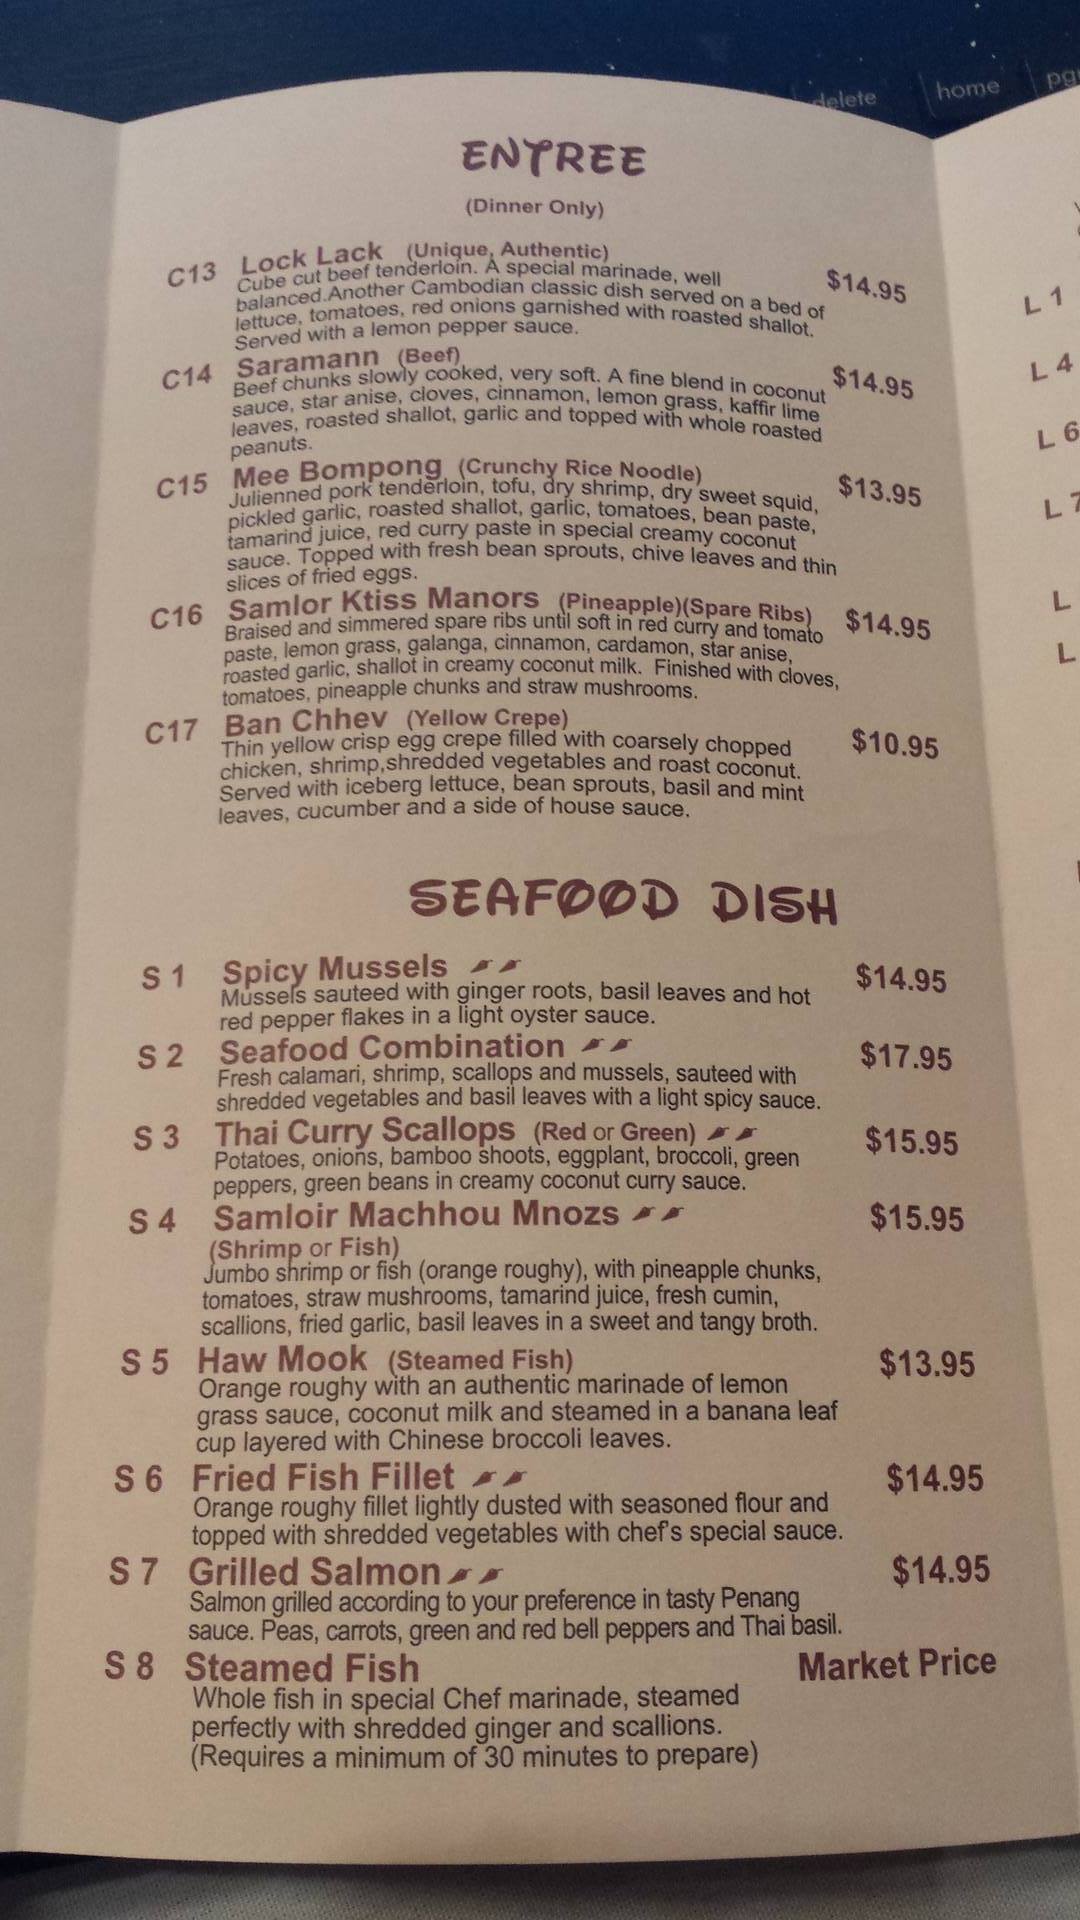 delete
home
pg
ENTREE
(Dinner Only)
C13 Lock Lack (Unique, Authentic) $14.95
Cube cut beef tenderloin. A special marinade, well
balanced.Another Cambodian classic dish served on a bed of
lettuce, tomatoes, red onions garnished with roasted shallot.
Served with a lemon pepper sauce.
C14 Saramann (Beef) $14.95
Beef chunks slowly cooked, very soft. A fine blend in coconut
sauce, star anise, cloves, cinnamon, lemon grass, kaffir lime
leaves, roasted shallot, garlic and topped with whole roasted
peanuts.
C15 Mee Bompong (Crunchy Rice Noodle) $13.95
Julienned pork tenderloin, tofu, dry shrimp, dry sweet squid,
pickled garlic, roasted shallot, garlic, tomatoes, bean paste,
tamarind juice, red curry paste in special creamy coconut
sauce. Topped with fresh bean sprouts, chive leaves and thin
slices of fried eggs.
C16 Samlor Ktiss Manors (Pineapple)(Spare Ribs) $14.95
Braised and simmered spare ribs until soft in red curry and tomato
paste, lemon grass, galanga, cinnamon, cardamon, star anise,
roasted garlic, shallot in creamy coconut milk. Finished with cloves,
tomatoes, pineapple chunks and straw mushrooms.
C17 Ban Chhev (Yellow Crepe) $10.95
Thin yellow crisp egg crepe filled with coarsely chopped
chicken, shrimp,shredded vegetables and roast coconut.
Served with iceberg lettuce, bean sprouts, basil and mint
leaves, cucumber and a side of house sauce.
SEAFOOD DISH
S 1 Spicy Mussels $14.95
Mussels sauteed with ginger roots, basil leaves and hot
red pepper flakes in a light oyster sauce.
S 2 Seafood Combination $17.95
Fresh calamari, shrimp, scallops and mussels, sauteed with
shredded vegetables and basil leaves with a light spicy sauce.
S 3 Thai Curry Scallops (Red or Green) $15.95
Potatoes, onions, bamboo shoots, eggplant, broccoli, green
peppers, green beans in creamy coconut curry sauce.
S 4 Samloir Machhou Mnozs $15.95
(Shrimp or Fish)
Jumbo shrimp or fish (orange roughy), with pineapple chunks,
tomatoes, straw mushrooms, tamarind juice, fresh cumin,
scallions, fried garlic, basil leaves in a sweet and tangy broth.
S 5 Haw Mook (Steamed Fish) $13.95
Orange roughy with an authentic marinade of lemon
grass sauce, coconut milk and steamed in a banana leaf
cup layered with Chinese broccoli leaves.
S 6 Fried Fish Fillet $14.95
Orange roughy fillet lightly dusted with seasoned flour and
topped with shredded vegetables with chef's special sauce.
S 7 Grilled Salmon $14.95
Salmon grilled according to your preference in tasty Penang
sauce. Peas, carrots, green and red bell peppers and Thai basil.
S 8 Steamed Fish Market Price
Whole fish in special Chef marinade, steamed
perfectly with shredded ginger and scallions.
(Requires a minimum of 30 minutes to prepare)
L 1
L 4
L 6
L 7
L
L